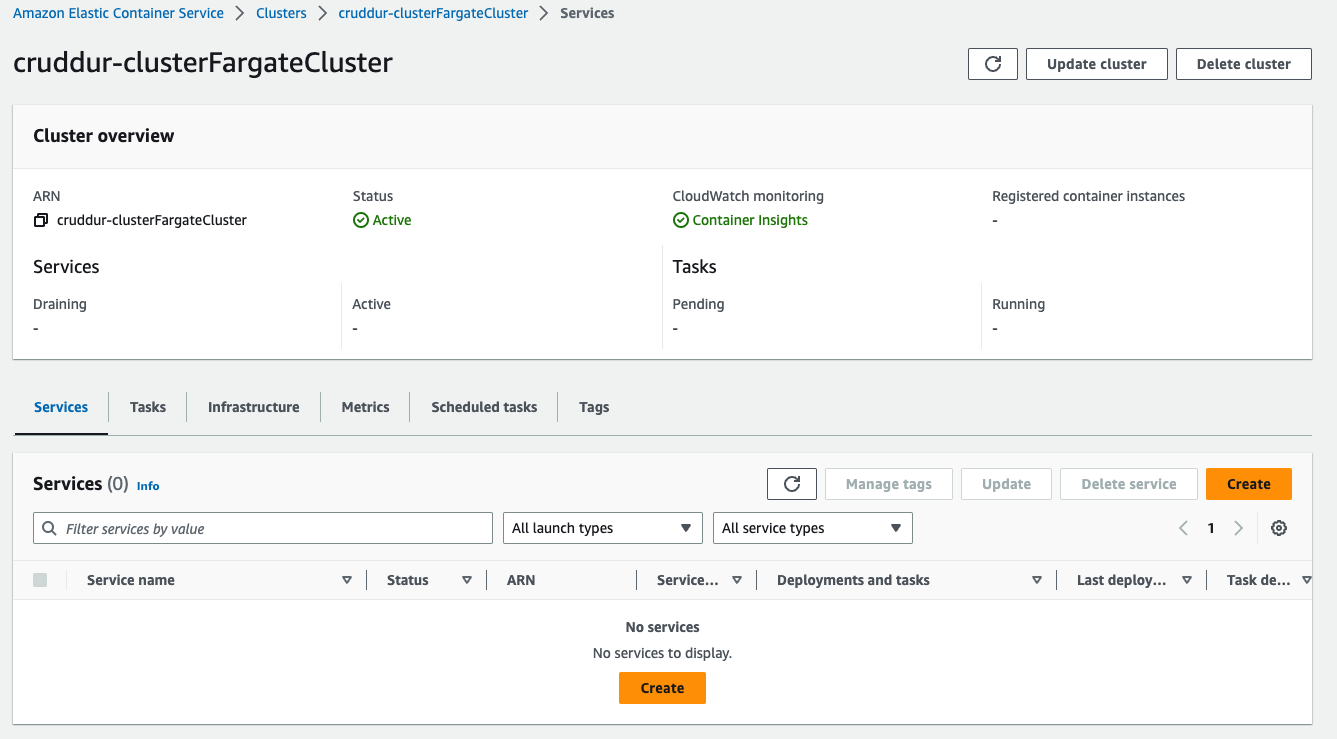 Amazon Elastic Container Service > Clusters > cruddur-clusterFargateCluster > Services
cruddur-clusterFargateCluster
Update cluster
Delete cluster
Cluster overview
ARN
cruddur-clusterFargateCluster
Status
Active
CloudWatch monitoring
Container Insights
Registered container instances
-
Services
Draining
-
Active
-
Tasks
Pending
-
Running
-
Services Tasks Infrastructure Metrics Scheduled tasks Tags
Services (0) Info
Manage tags
Update
Delete service
Create
Filter services by value
All launch types
All service types
1
Service name Status ARN Service... Deployments and tasks Last deploy... Task de...
No services
No services to display.
Create